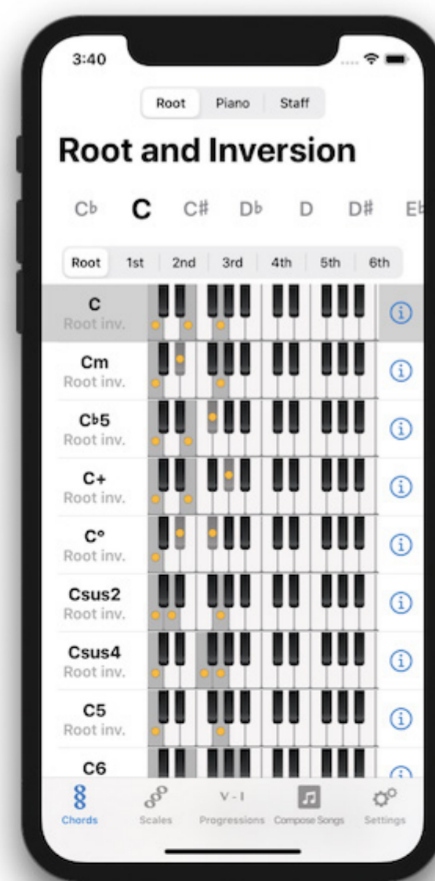 3:40
Root Piano Staff
Root and Inversion
C♭ C C# D♭ D D# E♭
Root 1st 2nd 3rd 4th 5th 6th
C
Root inv.
Cm
Root inv.
C♭5
Root inv.
C+
Root inv.
C°
Root inv.
Csus2
Root inv.
Csus4
Root inv.
C5
Root inv.
C6
V - I
Chords Scales Progressions Compose Songs Settings